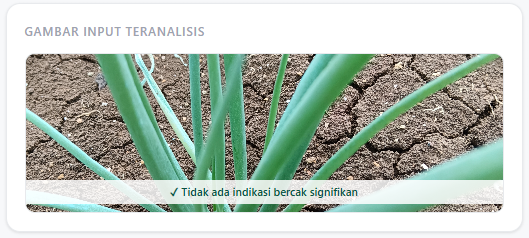 GAMBAR INPUT TERANALISIS
✓ Tidak ada indikasi bercak signifikan